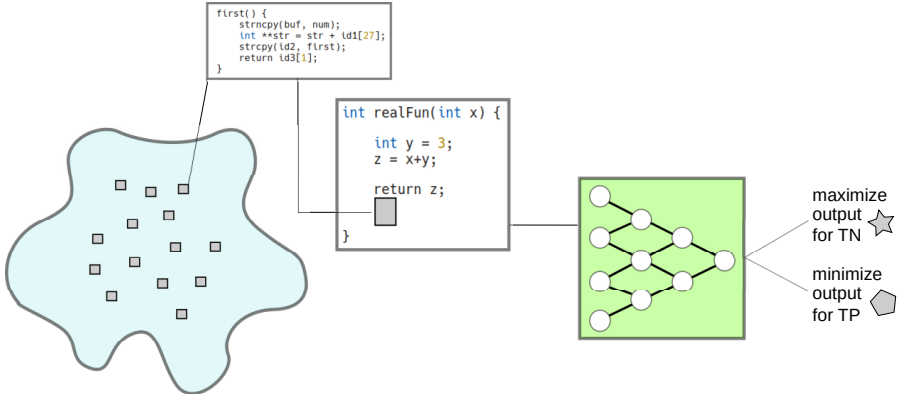 first() {
strncpy(buf, num);
int **str = str + id1[27];
strcpy(id2, first);
return id3[1];
}
int realFun(int x) {
int y = 3;
z = x+y;
return z;
}
maximize
output
for TN
minimize
output
for TP